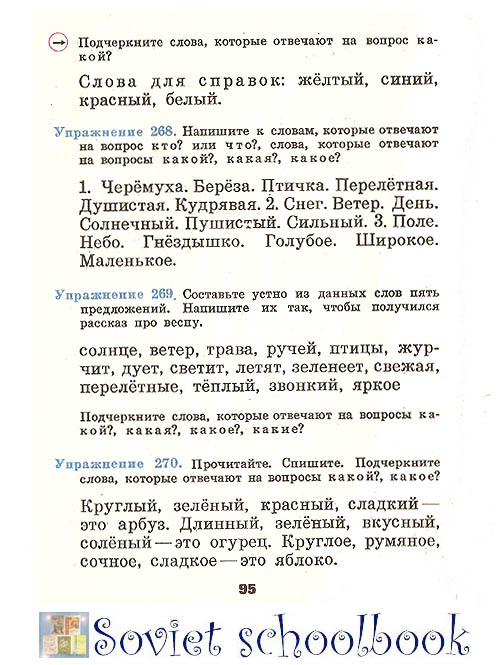 Подчеркните слова, которые отвечают на вопрос ка-
кой?
Слова для справок: жёлтый, синий,
красный, белый.
Упражнение 268. Напишите к словам, которые отвечают
на вопрос кто? или что?, слова, которые отвечают
на вопросы какой?, какая?, какое?
1. Черёмуха. Берёза. Птичка. Перелётная.
Душистая. Кудрявая. 2. Снег. Ветер. День.
Солнечный. Пушистый. Сильный. 3. Поле.
Небо. Гнёздышко. Голубое. Широкое.
Маленькое.
Упражнение 269. Составьте устно из данных слов пять
предложений. Напишите их так, чтобы получился
рассказ про весну.
солнце, ветер, трава, ручей, птицы, жур-
чит, дует, светит, летят, зеленеет, свежая,
перелётные, тёплый, звонкий, яркое
Подчеркните слова, которые отвечают на вопросы ка-
кой?, какая?, какое?, какие?
Упражнение 270. Прочитайте. Спишите. Подчеркните
слова, которые отвечают на вопросы какой?, какое?
Круглый, зелёный, красный, сладкий —
это арбуз. Длинный, зелёный, вкусный,
солёный — это огурец. Круглое, румяное,
сочное, сладкое — это яблоко.
95
Soviet schoolbook